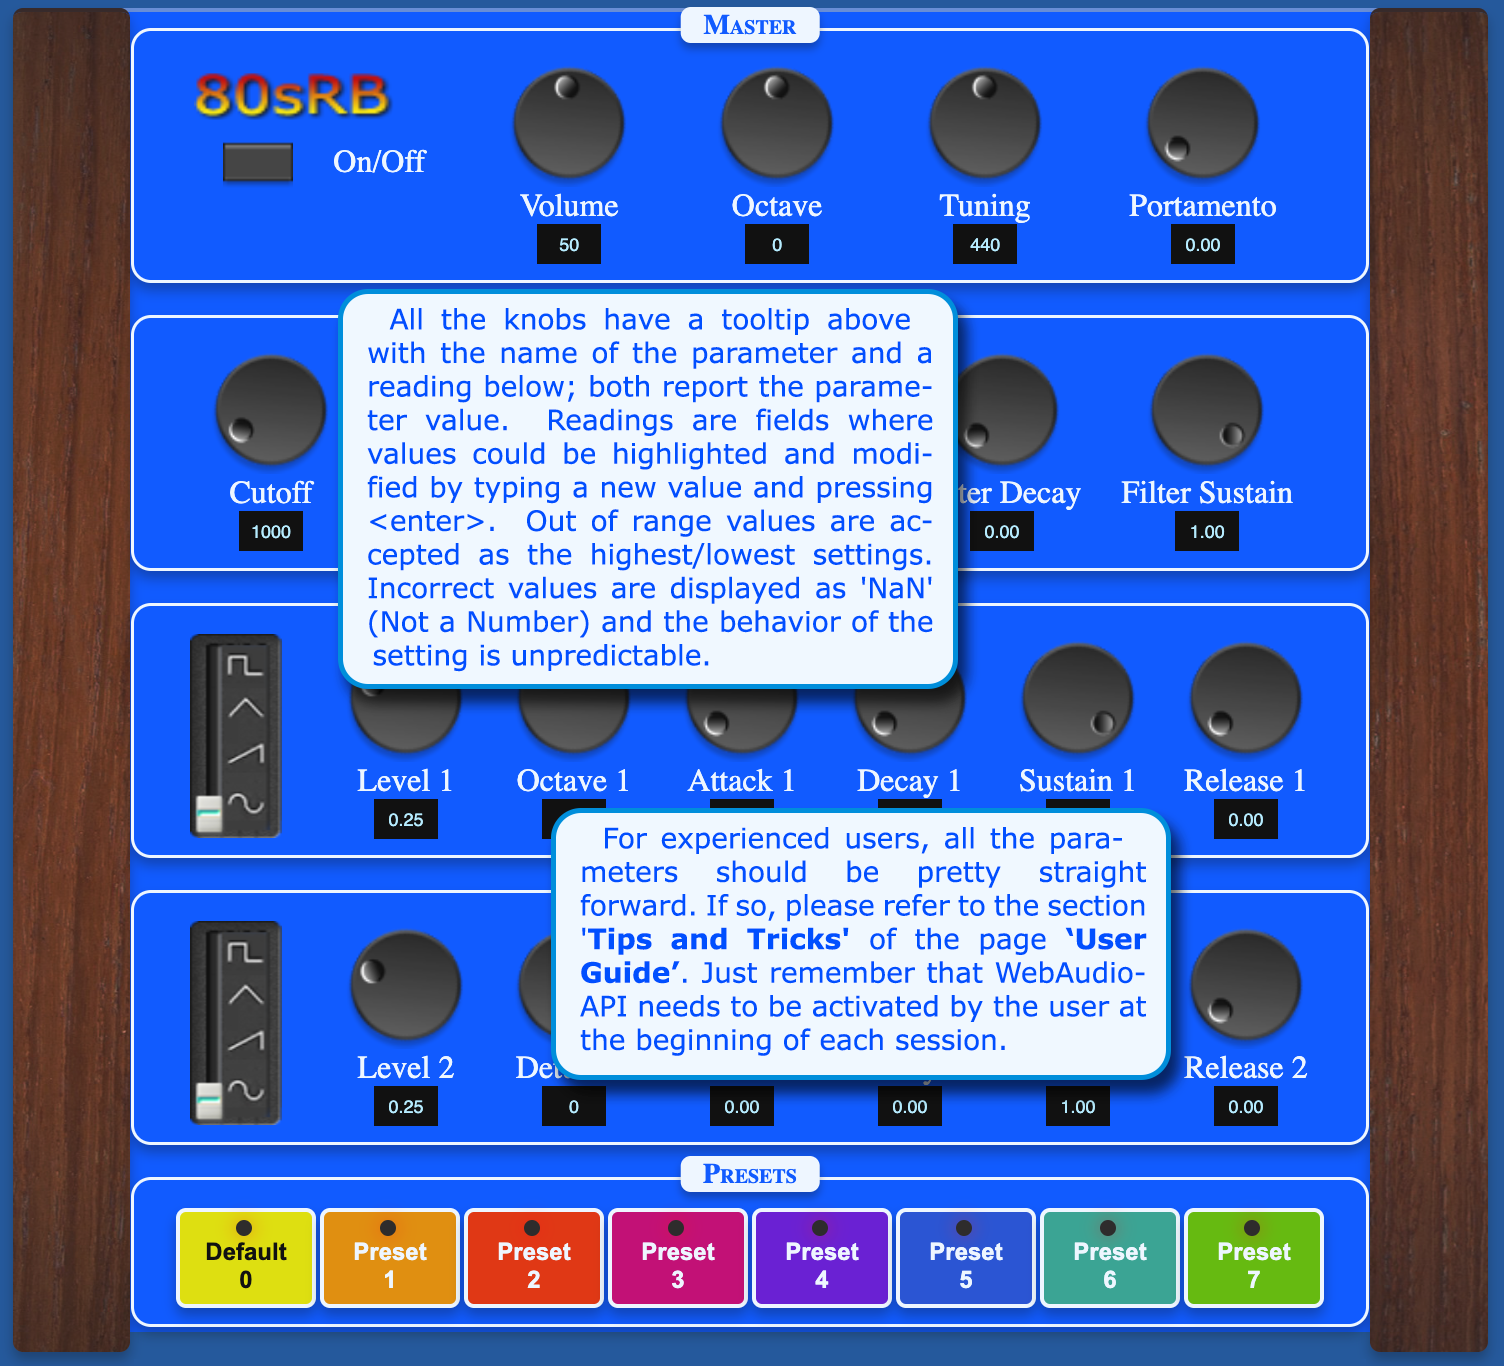 Master
80sRB
On/Off
Volume Octave Tuning Portamento
50 0 440 0.00
All the knobs have a tooltip above
with the name of the parameter and a
reading below; both report the parame-
ter value. Readings are fields where
values could be highlighted and modi-
fied by typing a new value and pressing
<enter>. Out of range values are ac-
cepted as the highest/lowest settings.
Incorrect values are displayed as 'NaN'
(Not a Number) and the behavior of the
setting is unpredictable.
Cutoff Decay Filter Sustain
1000 0.00 1.00
Level 1 Octave 1 Attack 1 Decay 1 Sustain 1 Release 1
0.25 0.00
For experienced users, all the para-
meters should be pretty straight
forward. If so, please refer to the section
'Tips and Tricks' of the page ‘User
Guide’. Just remember that WebAudio-
API needs to be activated by the user at
the beginning of each session.
Level 2 Release 2
0.25 0 0.00 0.00 1.00 0.00
Presets
Default
0
Preset
1
Preset
2
Preset
3
Preset
4
Preset
5
Preset
6
Preset
7